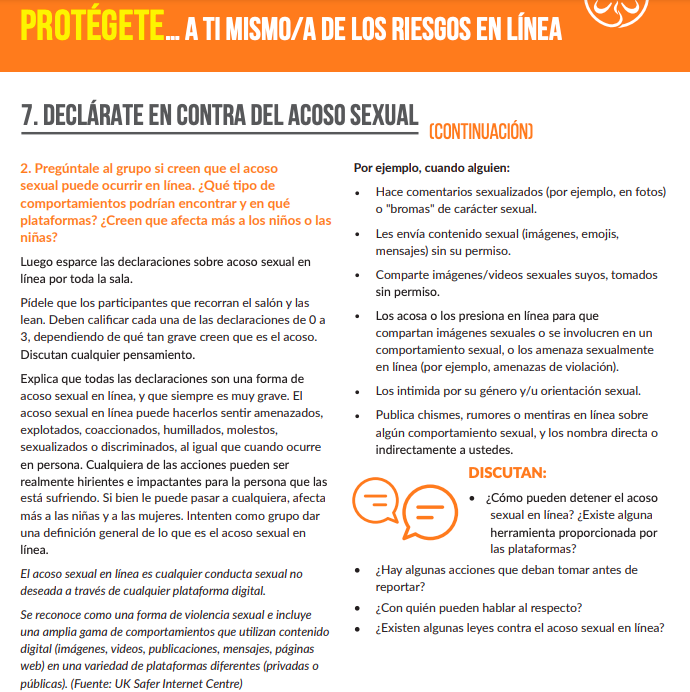 PROTÉGETE... A TI MISMO/A DE LOS RIESGOS EN LÍNEA
7. DECLÁRATE EN CONTRA DEL ACOSO SEXUAL (CONTINUACIÓN)
2. Pregúntale al grupo si creen que el acoso
sexual puede ocurrir en línea. ¿Qué tipo de
comportamientos podrían encontrar y en qué
plataformas? ¿Creen que afecta más a los niños o las
niñas?
Luego esparce las declaraciones sobre acoso sexual en
línea por toda la sala.
Pídele que los participantes que recorran el salón y las
lean. Deben calificar cada una de las declaraciones de 0 a
3, dependiendo de qué tan grave creen que es el acoso.
Discutan cualquier pensamiento.
Explica que todas las declaraciones son una forma de
acoso sexual en línea, y que siempre es muy grave. El
acoso sexual en línea puede hacerlos sentir amenazados,
explotados, coaccionados, humillados, molestos,
sexualizados o discriminados, al igual que cuando ocurre
en persona. Cualquiera de las acciones pueden ser
realmente hirientes e impactantes para la persona que las
está sufriendo. Si bien le puede pasar a cualquiera, afecta
más a las niñas y a las mujeres. Intenten como grupo dar
una definición general de lo que es el acoso sexual en
línea.
El acoso sexual en línea es cualquier conducta sexual no
deseada a través de cualquier plataforma digital.
Se reconoce como una forma de violencia sexual e incluye
una amplia gama de comportamientos que utilizan contenido
digital (imágenes, videos, publicaciones, mensajes, páginas
web) en una variedad de plataformas diferentes (privadas o
públicas). (Fuente: UK Safer Internet Centre)
Por ejemplo, cuando alguien:
• Hace comentarios sexualizados (por ejemplo, en fotos)
o "bromas" de carácter sexual.
• Les envía contenido sexual (imágenes, emojis,
mensajes) sin su permiso.
• Comparte imágenes/videos sexuales suyos, tomados
sin permiso.
• Los acosa o los presiona en línea para que
compartan imágenes sexuales o se involucren en un
comportamiento sexual, o los amenaza sexualmente
en línea (por ejemplo, amenazas de violación).
• Los intimida por su género y/u orientación sexual.
• Publica chismes, rumores o mentiras en línea sobre
algún comportamiento sexual, y los nombra directa o
indirectamente a ustedes.
DISCUTAN:
• ¿Cómo pueden detener el acoso
sexual en línea? ¿Existe alguna
herramienta proporcionada por
las plataformas?
• ¿Hay algunas acciones que deban tomar antes de
reportar?
• ¿Con quién pueden hablar al respecto?
• ¿Existen algunas leyes contra el acoso sexual en línea?